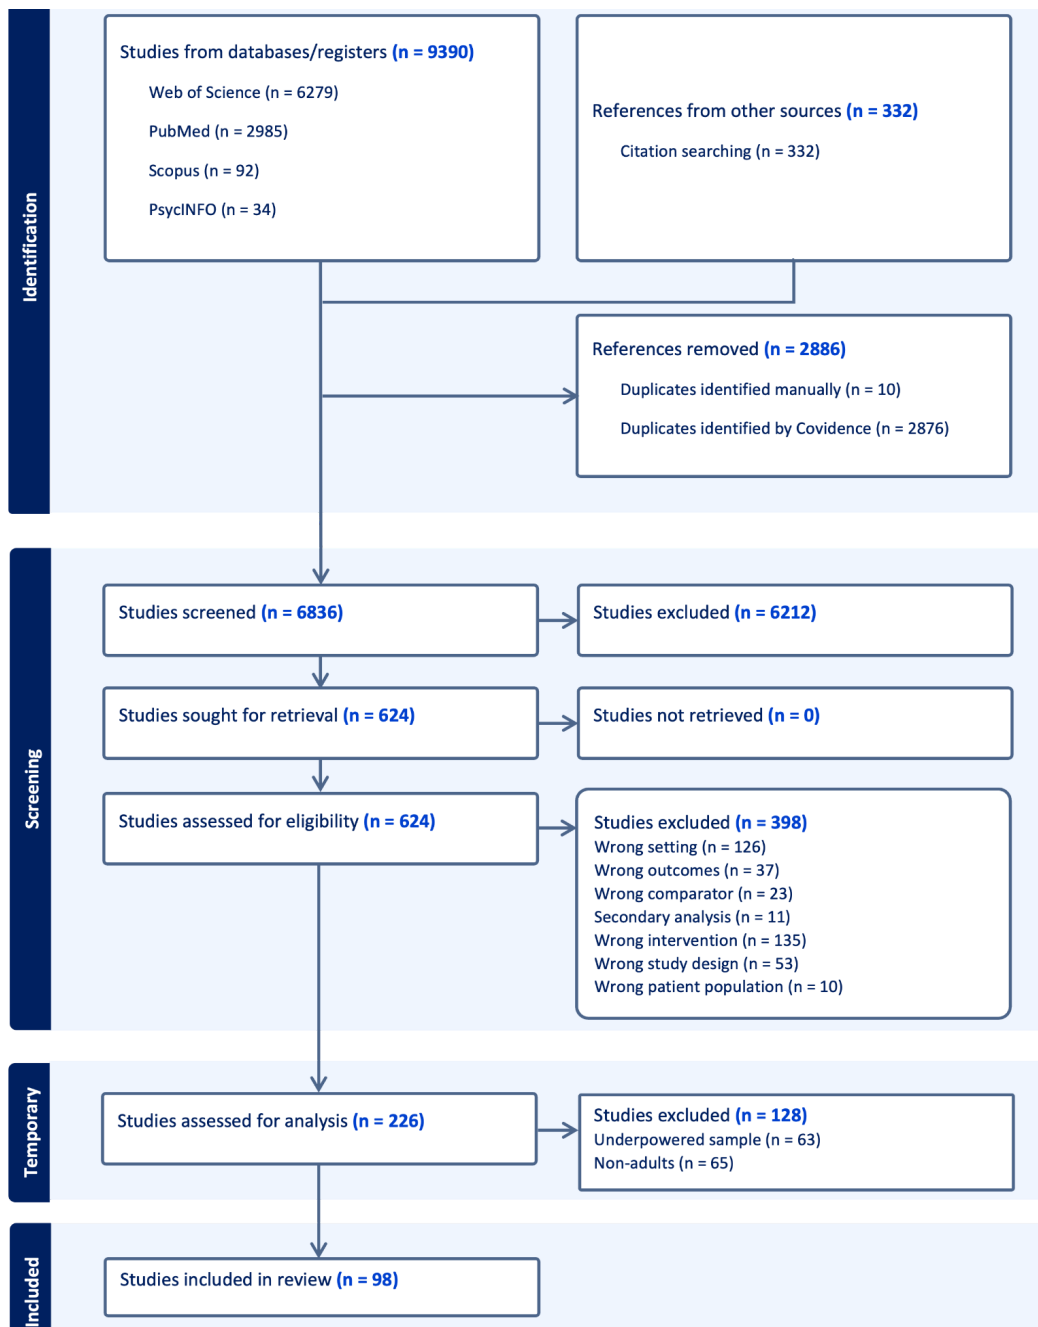 Identification
Studies from databases/registers (n = 9390)
Web of Science (n = 6279)
PubMed (n = 2985)
Scopus (n = 92)
PsycINFO (n = 34)
References from other sources (n = 332)
Citation searching (n = 332)
References removed (n = 2886)
Duplicates identified manually (n = 10)
Duplicates identified by Covidence (n = 2876)
Screening
Studies screened (n = 6836)
Studies excluded (n = 6212)
Studies sought for retrieval (n = 624)
Studies not retrieved (n = 0)
Studies assessed for eligibility (n = 624)
Studies excluded (n = 398)
Wrong setting (n = 126)
Wrong outcomes (n = 37)
Wrong comparator (n = 23)
Secondary analysis (n = 11)
Wrong intervention (n = 135)
Wrong study design (n = 53)
Wrong patient population (n = 10)
Temporary
Studies assessed for analysis (n = 226)
Studies excluded (n = 128)
Underpowered sample (n = 63)
Non-adults (n = 65)
Included
Studies included in review (n = 98)